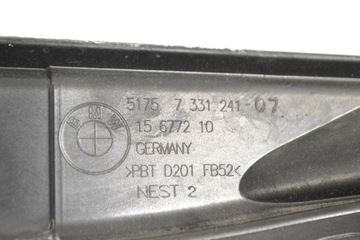 5175 7 331 241-07
15 6772 10
GERMANY
>PBT D201 FB52<
NEST 2